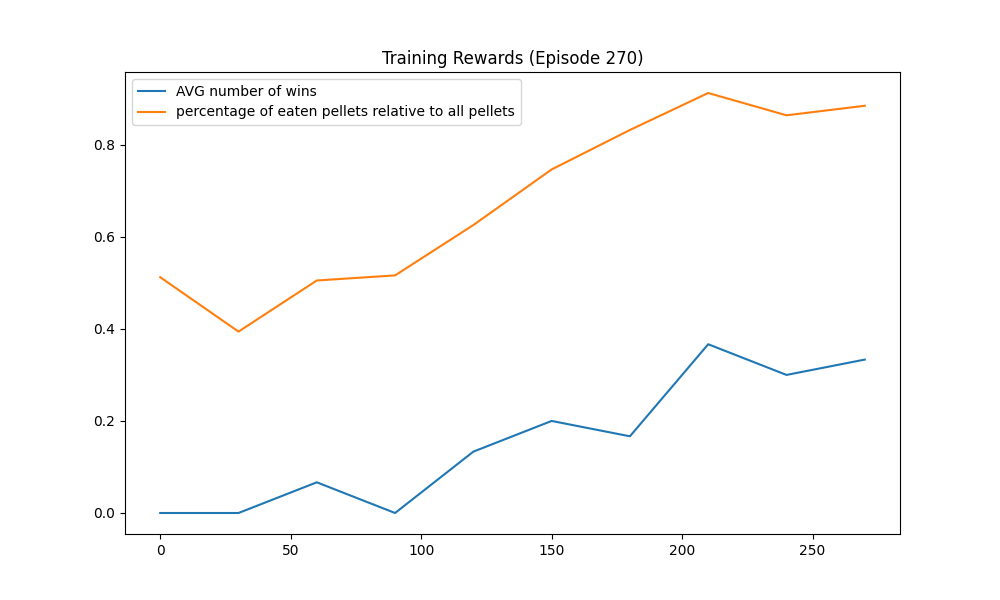 Training Rewards (Episode 270)
AVG number of wins
percentage of eaten pellets relative to all pellets
0.8
0.6
0.4
0.2
0.0
0 50 100 150 200 250